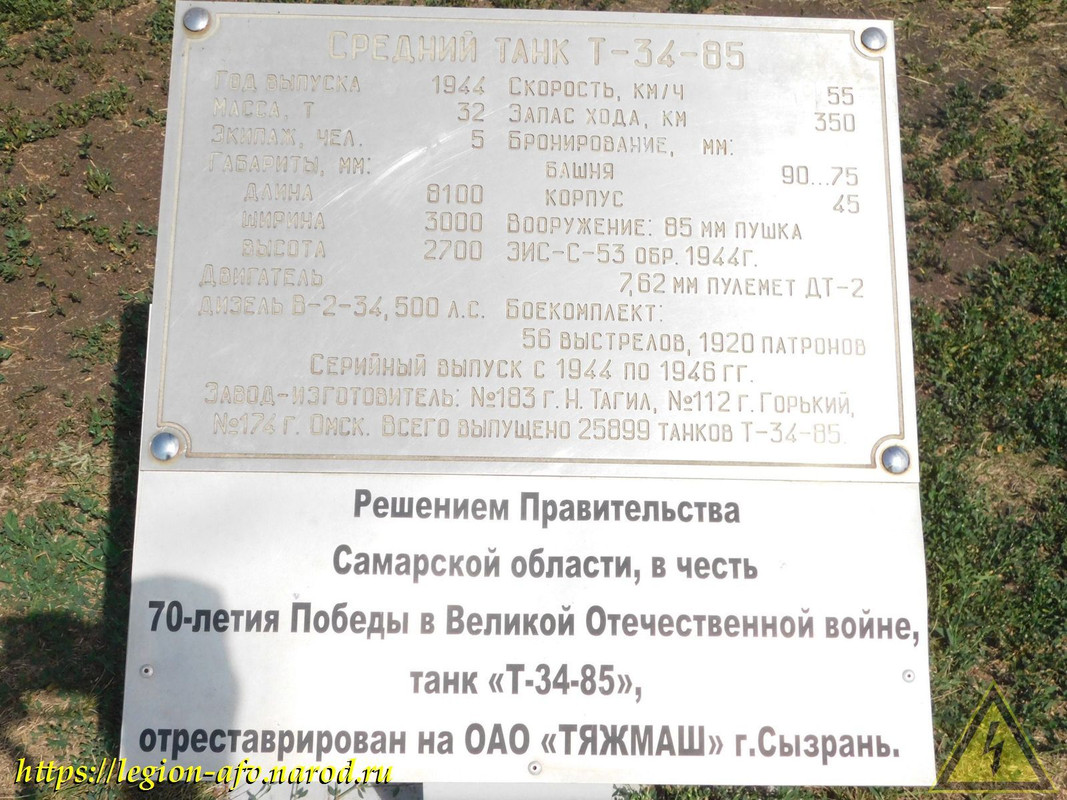 СРЕДНИЙ ТАНК Т-34-85
ГОД ВЫПУСКА 1944
МАССА, Т 32
ЭКИПАЖ, ЧЕЛ. 5
ГАБАРИТЫ, ММ:
ДЛИНА 8100
ШИРИНА 3000
ВЫСОТА 2700
ДВИГАТЕЛЬ
ДИЗЕЛЬ В-2-34, 500 Л.С.
СКОРОСТЬ, КМ/Ч 55
ЗАПАС ХОДА, КМ 350
БРОНИРОВАНИЕ, ММ:
БАШНЯ 90...75
КОРПУС 45
ВООРУЖЕНИЕ: 85 ММ ПУШКА
ЗИС-С-53 ОБР. 1944Г.
7,62 ММ ПУЛЕМЕТ ДТ-2
БОЕКОМПЛЕКТ:
56 ВЫСТРЕЛОВ, 1920 ПАТРОНОВ
СЕРИЙНЫЙ ВЫПУСК С 1944 ПО 1946 ГГ.
ЗАВОД-ИЗГОТОВИТЕЛЬ: №183 Г. Н. ТАГИЛ, №112 Г. ГОРЬКИЙ,
№174 Г. ОМСК. ВСЕГО ВЫПУЩЕНО 25899 ТАНКОВ Т-34-85.
Решением Правительства
Самарской области, в честь
70-летия Победы в Великой Отечественной войне,
танк «Т-34-85»,
отреставрирован на ОАО «ТЯЖМАШ» г.Сызрань.
https://legion-afo.narod.ru